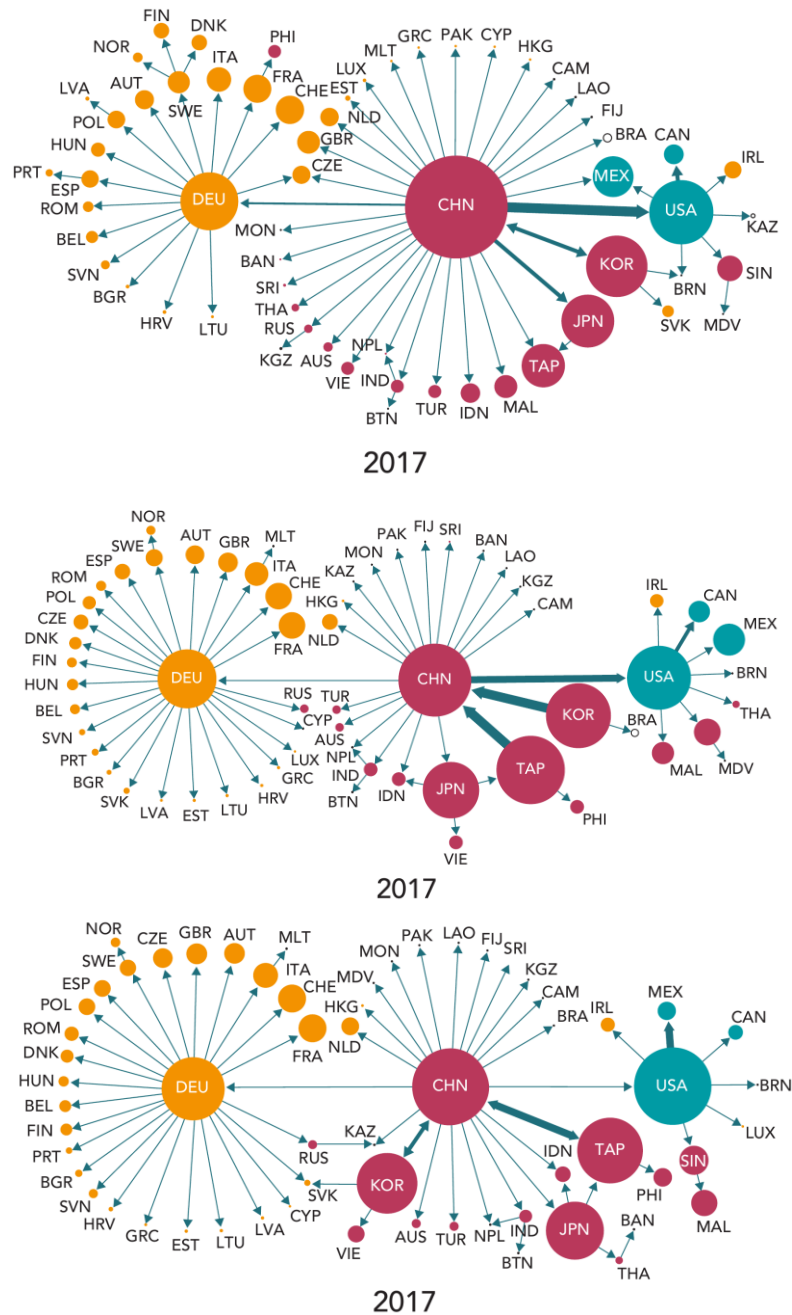 FIN
DNK
NOR
ITA
PHI
FRA
LVA
AUT
SWE
CHE
POL
HUN
GBR
NLD
PRT
ESP
CZE
DEU
ROM
BEL
SVN
BGR
HRV
LTU
LUX
MLT
GRC
PAK
CYP
HKG
EST
CAM
LAO
FIJ
BRA
CAN
IRL
MEX
CHN
USA
KAZ
MON
BAN
SRI
THA
RUS
KGZ
AUS
VIE
NPL
IND
BTN
TUR
IDN
MAL
TAP
JPN
KOR
BRN
SIN
SVK
MDV
2017
NOR
MLT
AUT
GBR
SWE
ITA
ESP
CHE
ROM
POL
CZE
FRA
NLD
DNK
FIN
DEU
HUN
BEL
SVN
PRT
BGR
SVK
LVA
EST
LTU
HRV
GRC
LUX
RUS
TUR
CYP
AUS
NPL
IND
BTN
HKG
KAZ
MON
PAK
FIJ
SRI
BAN
LAO
KGZ
CAM
CHN
IRL
CAN
MEX
USA
BRN
THA
KOR
BRA
TAP
MAL
MDV
IDN
JPN
PHI
VIE
2017
NOR
CZE
GBR
AUT
MLT
SWE
ITA
ESP
CHE
POL
ROM
FRA
NLD
DNK
HUN
DEU
BEL
FIN
PRT
BGR
SVN
HRV
GRC
EST
LTU
LVA
CYP
SVK
RUS
KAZ
HKG
MDV
MON
PAK
LAO
FIJ
SRI
KGZ
CAM
BRA
CHN
IRL
MEX
CAN
USA
BRN
LUX
SIN
MAL
KOR
VIE
AUS
TUR
NPL
IND
BTN
IDN
TAP
PHI
JPN
BAN
THA
2017